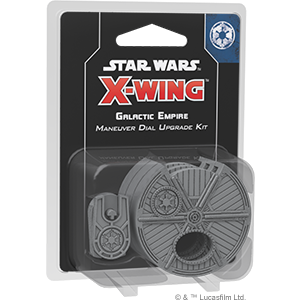 STAR WARS
X-WING
GALACTIC EMPIRE
MANEUVER DIAL UPGRADE KIT
© & ™ Lucasfilm Ltd.